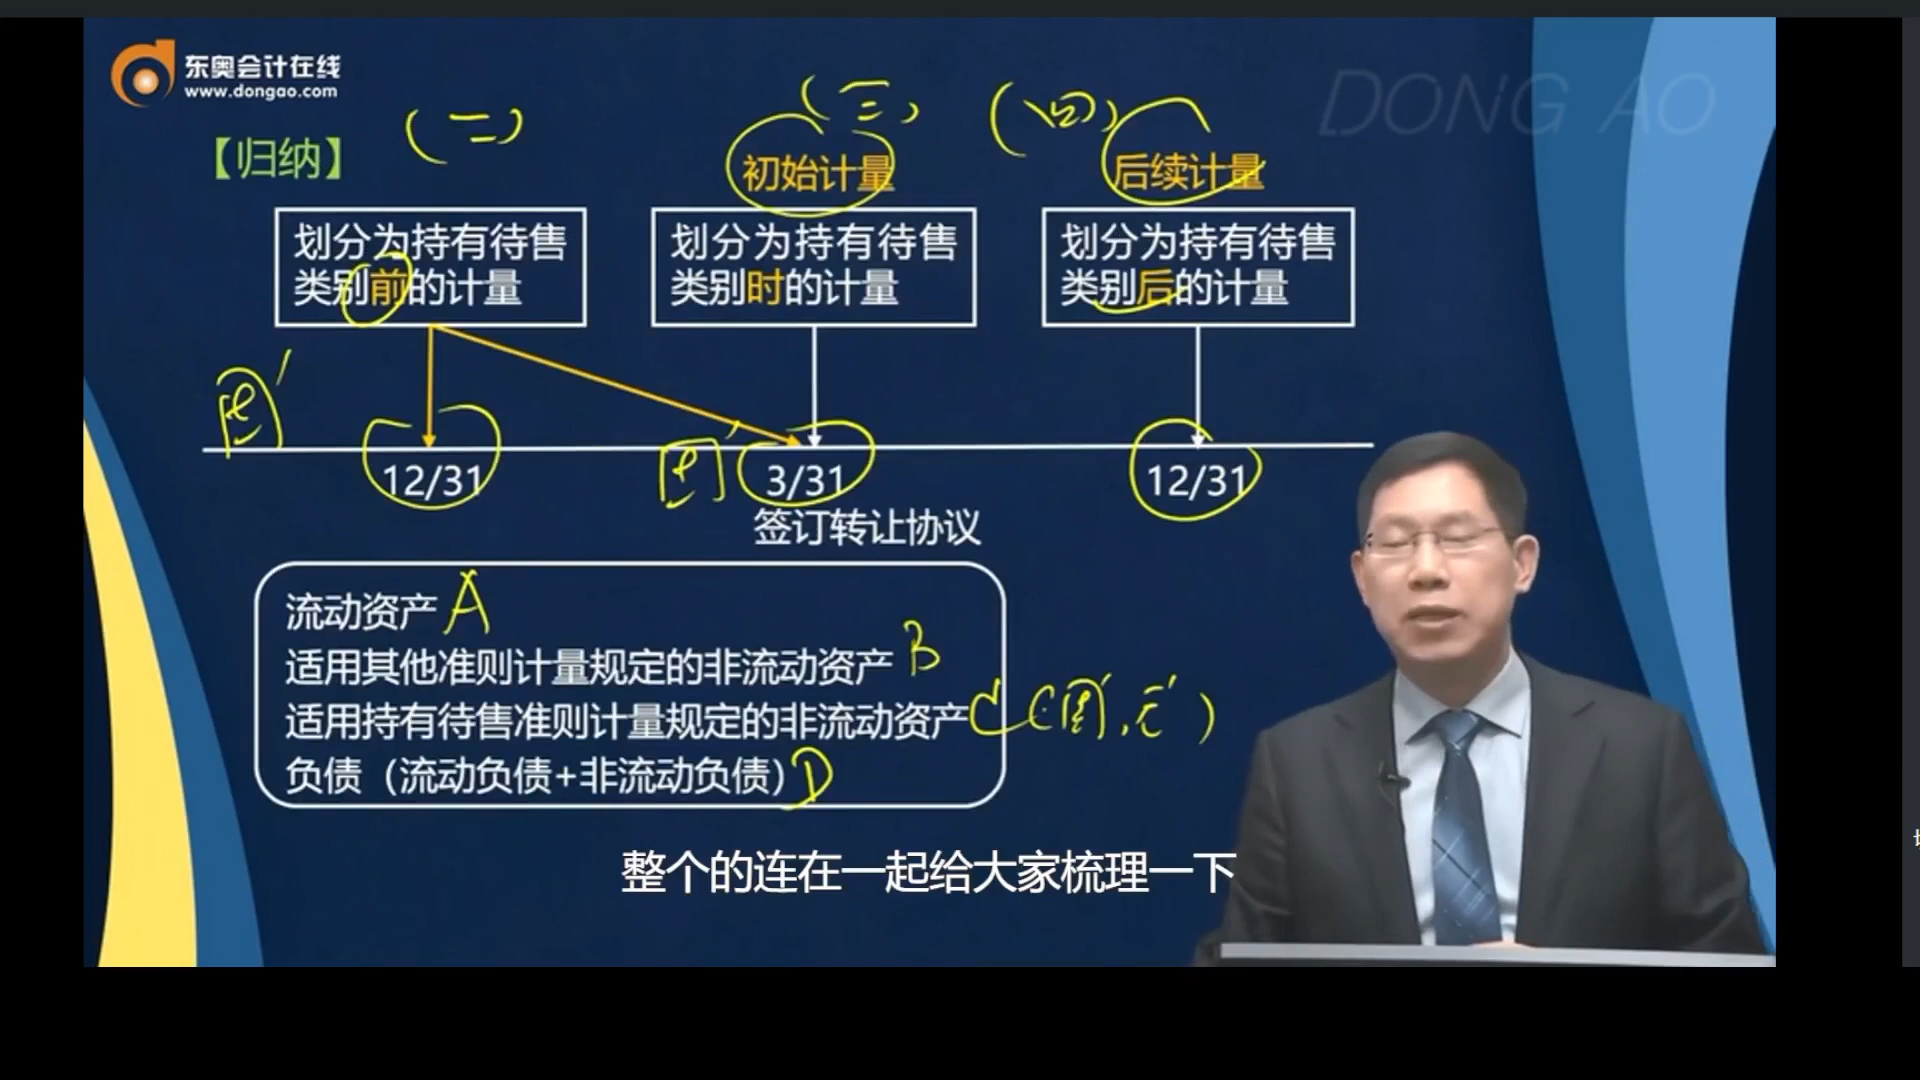 东奥会计在线
www.dongao.com
DONG AO
【归纳】
(二)
(三)
(四)
初始计量
后续计量
划分为持有待售
类别前的计量
划分为持有待售
类别时的计量
划分为持有待售
类别后的计量
12/31
3/31
12/31
签订转让协议
流动资产 A
适用其他准则计量规定的非流动资产 B
适用持有待售准则计量规定的非流动资产 C
负债（流动负债+非流动负债）D
整个的连在一起给大家梳理一下